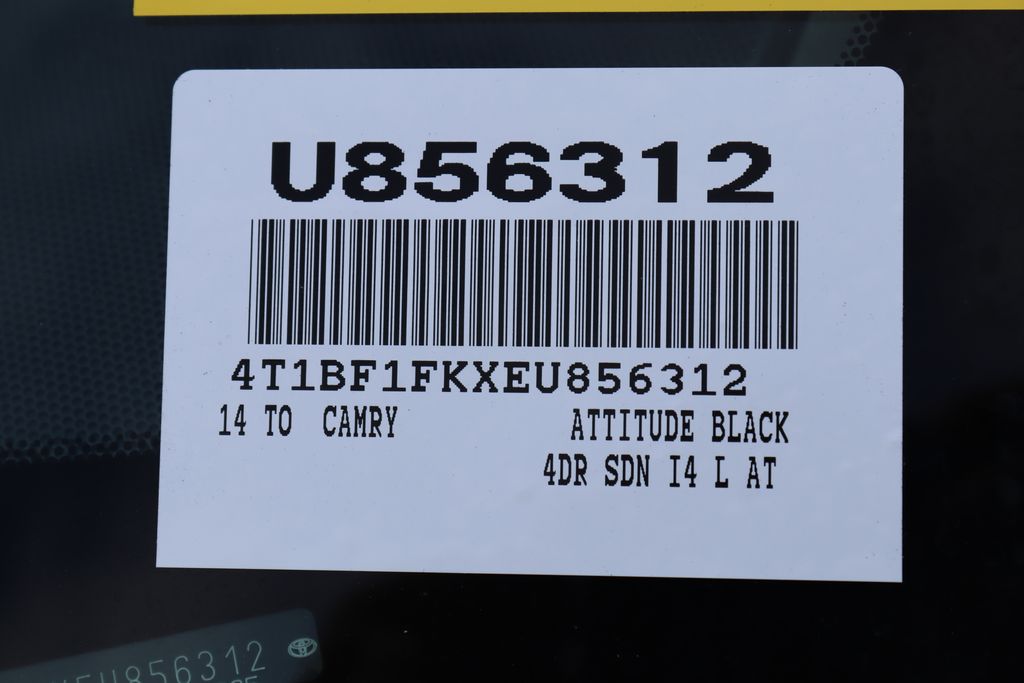 U856312
4T1BF1FKXEU856312
14 TO CAMRY ATTITUDE BLACK
4DR SDN I4 L AT
EU856312